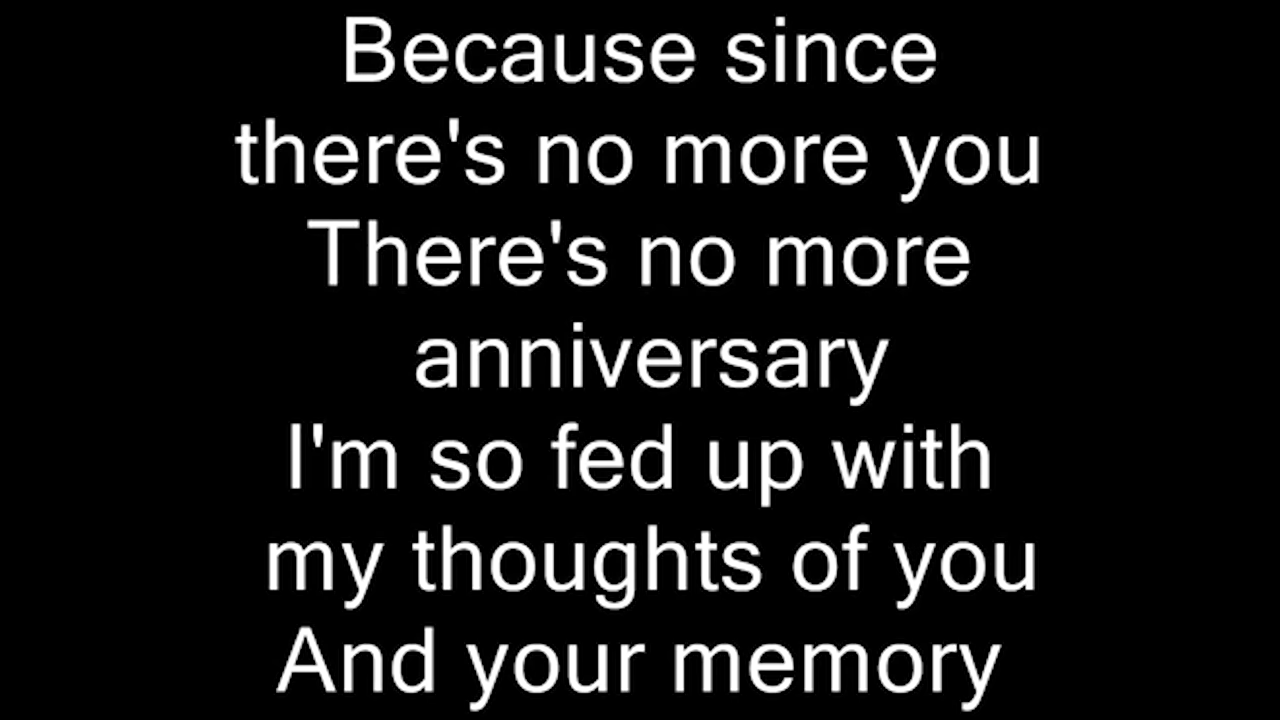 Because since
there's no more you
There's no more
anniversary
I'm so fed up with
my thoughts of you
And your memory